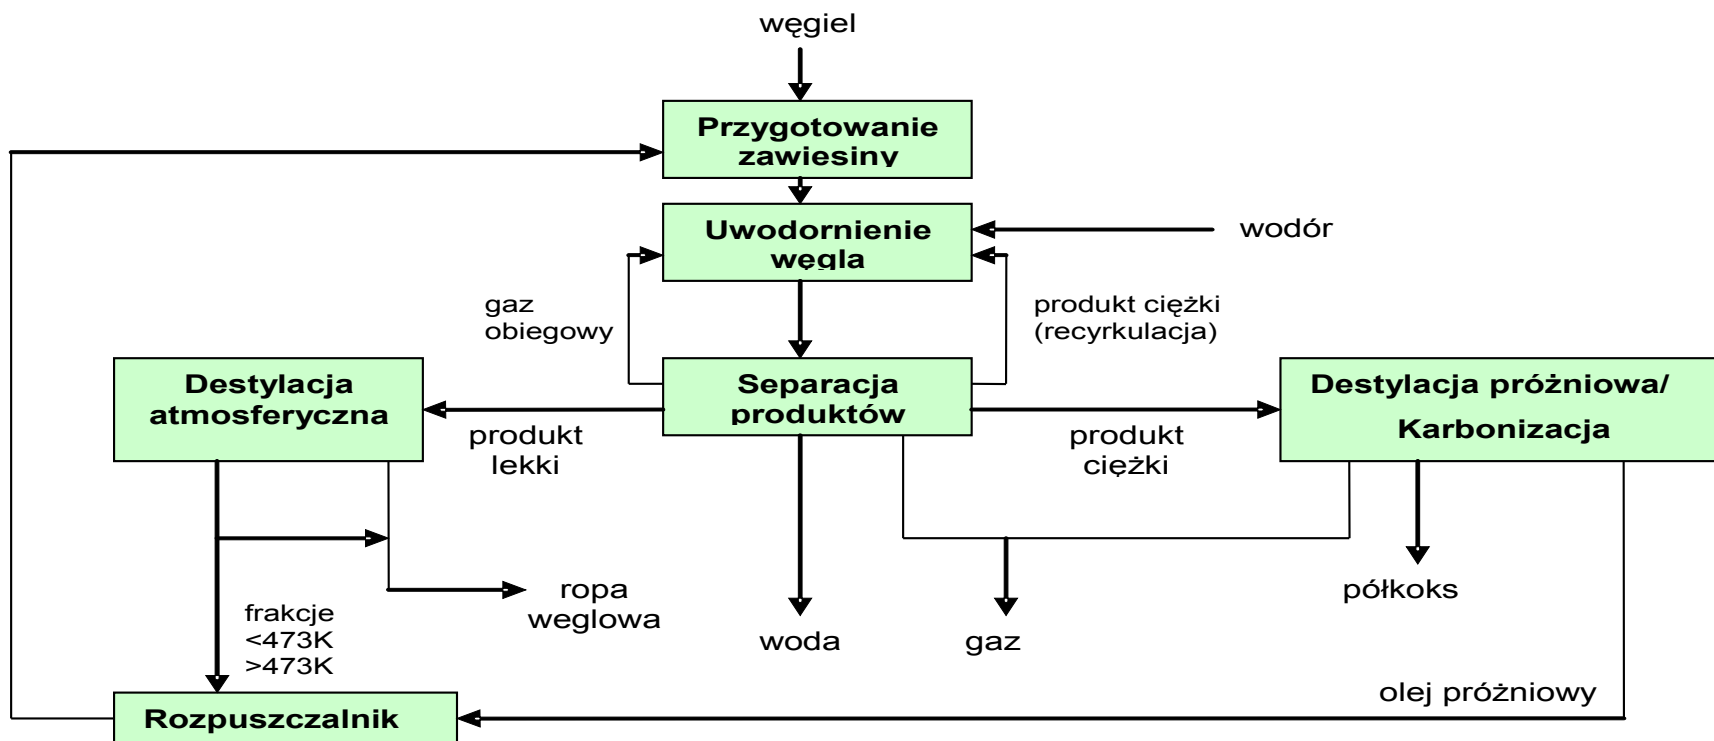 węgiel
Przygotowanie
zawiesiny
Uwodornienie
węgla
wodór
gaz
obiegowy
produkt ciężki
(recyrkulacja)
Destylacja
atmosferyczna
Separacja
produktów
Destylacja próżniowa/
Karbonizacja
produkt
lekki
produkt
ciężki
ropa
weglowa
frakcje
<473K
>473K
woda
gaz
półkoks
olej próżniowy
Rozpuszczalnik